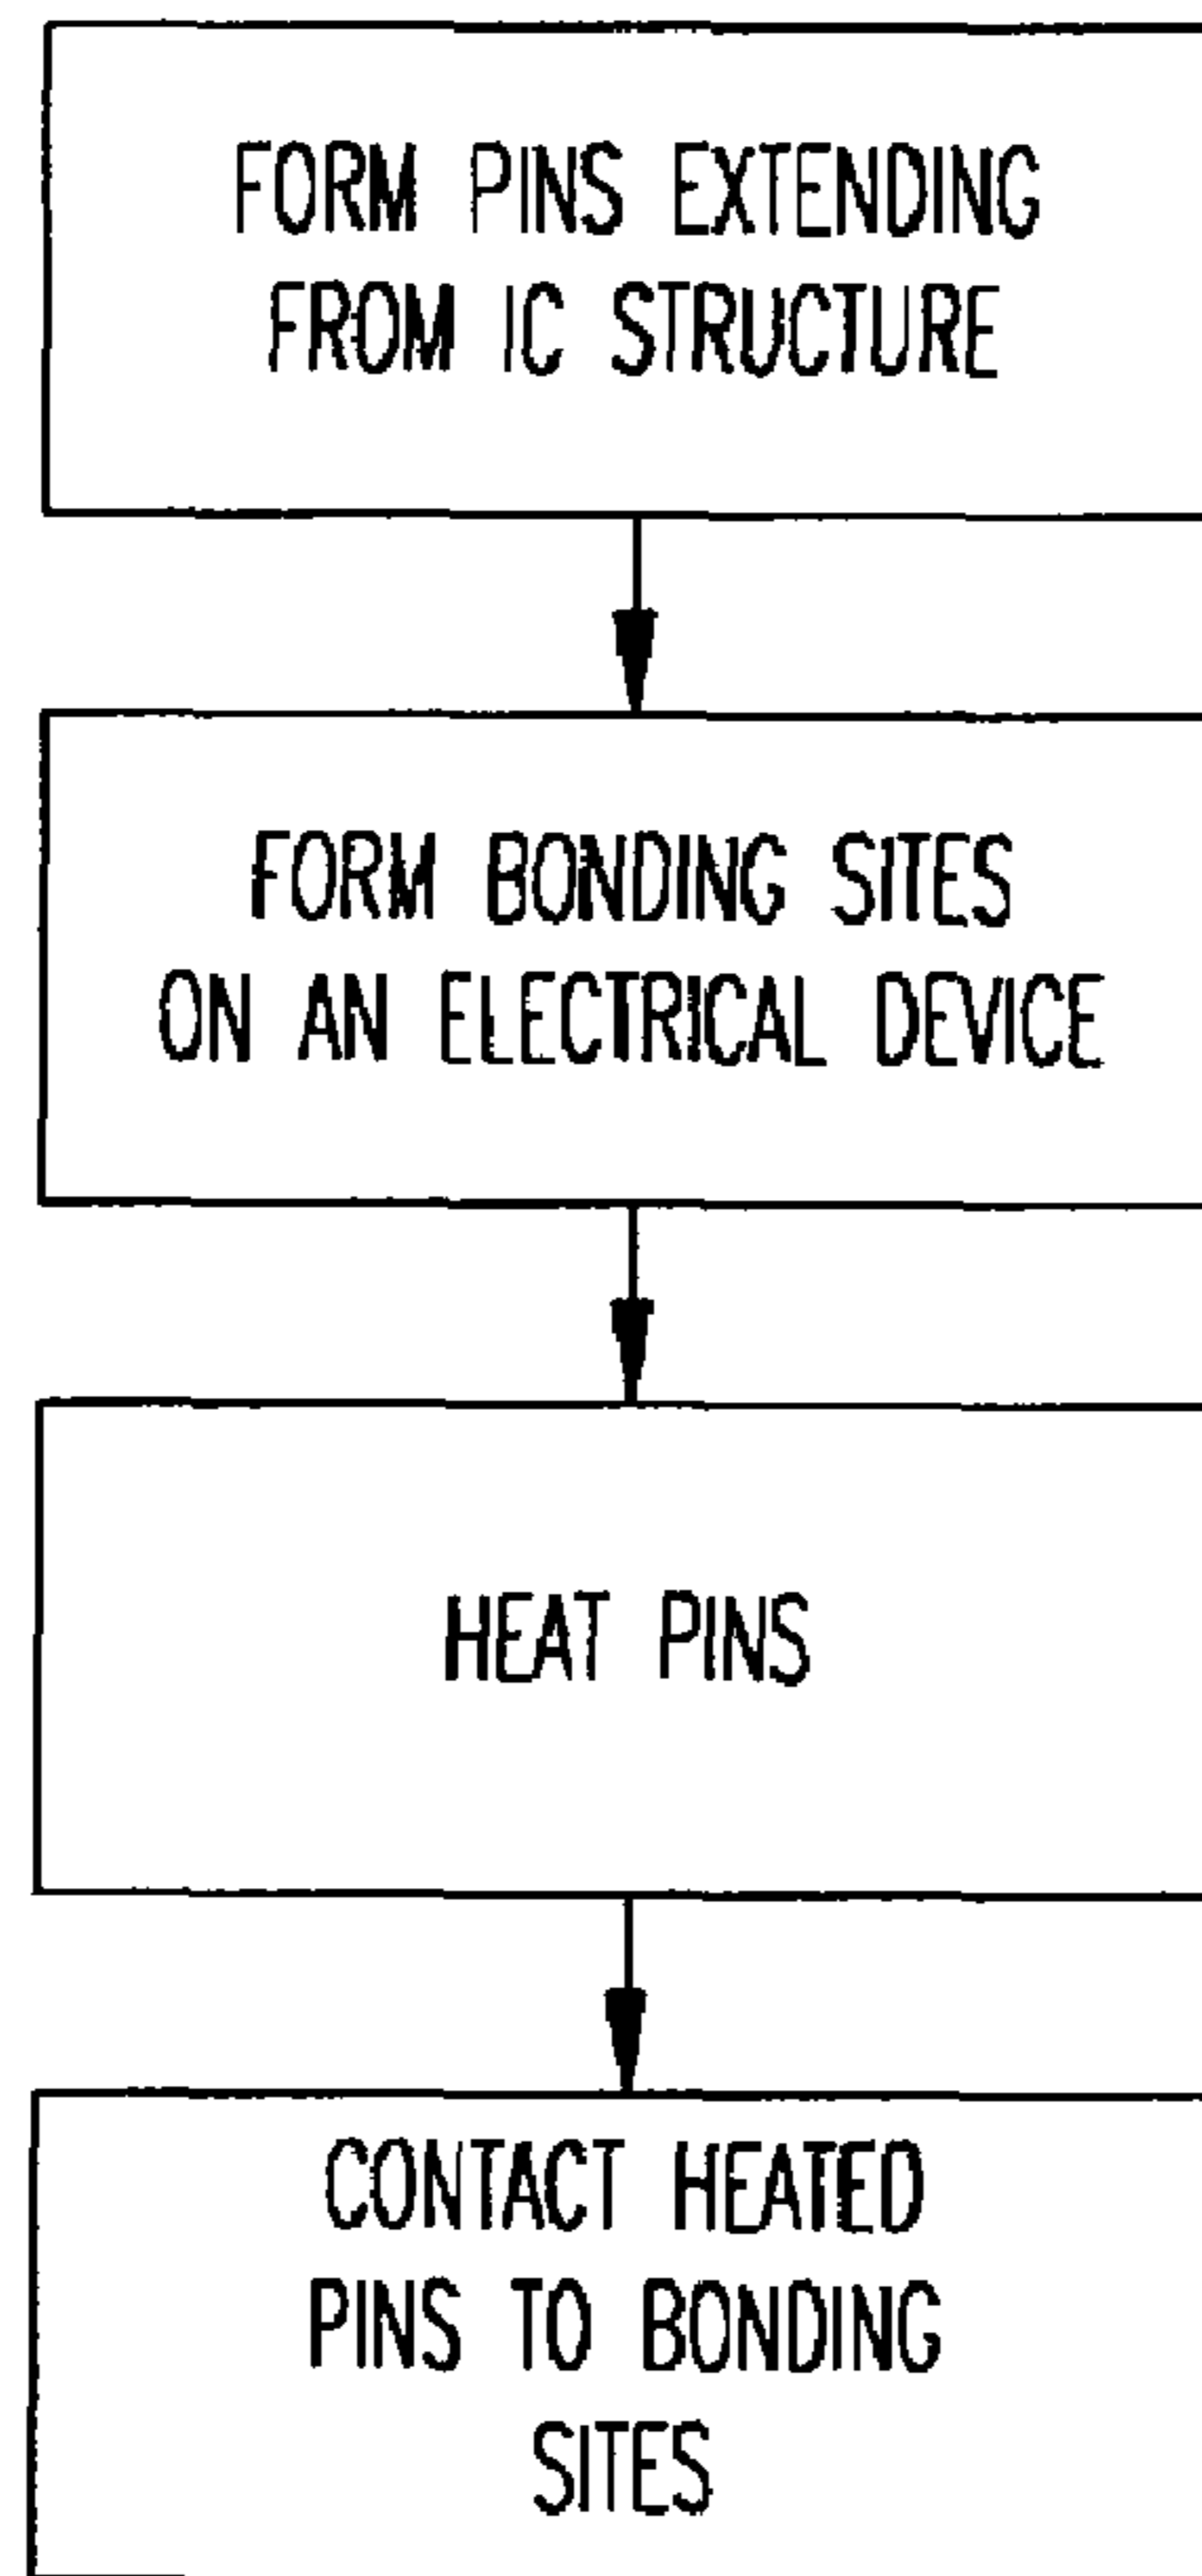 FORM PINS EXTENDING
FROM IC STRUCTURE
FORM BONDING SITES
ON AN ELECTRICAL DEVICE
HEAT PINS
CONTACT HEATED
PINS TO BONDING
SITES